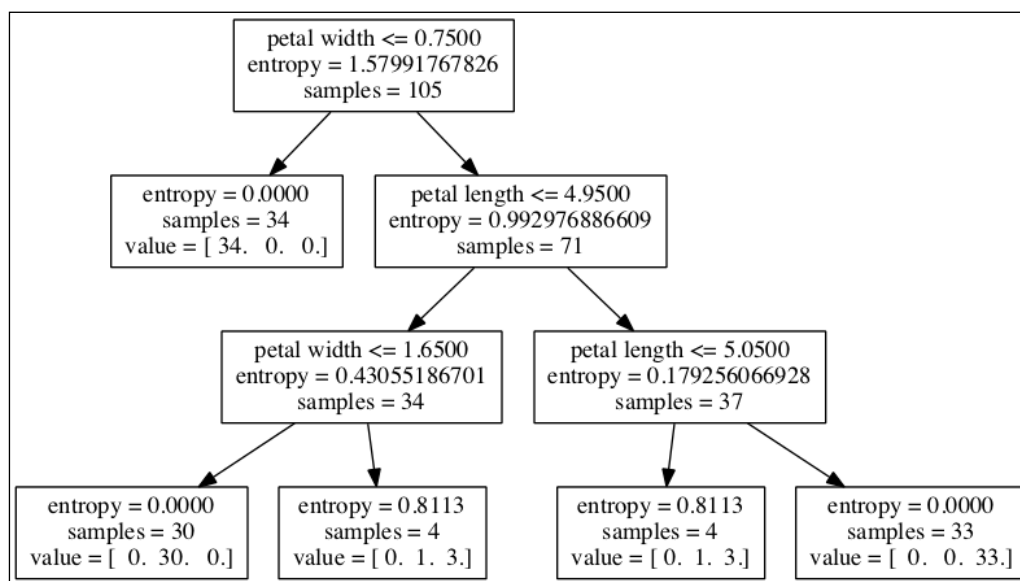 petal width <= 0.7500
entropy = 1.57991767826
samples = 105
entropy = 0.0000
samples = 34
value = [ 34. 0. 0.]
petal length <= 4.9500
entropy = 0.992976886609
samples = 71
petal width <= 1.6500
entropy = 0.43055186701
samples = 34
petal length <= 5.0500
entropy = 0.179256066928
samples = 37
entropy = 0.0000
samples = 30
value = [ 0. 30. 0.]
entropy = 0.8113
samples = 4
value = [ 0. 1. 3.]
entropy = 0.8113
samples = 4
value = [ 0. 1. 3.]
entropy = 0.0000
samples = 33
value = [ 0. 0. 33.]